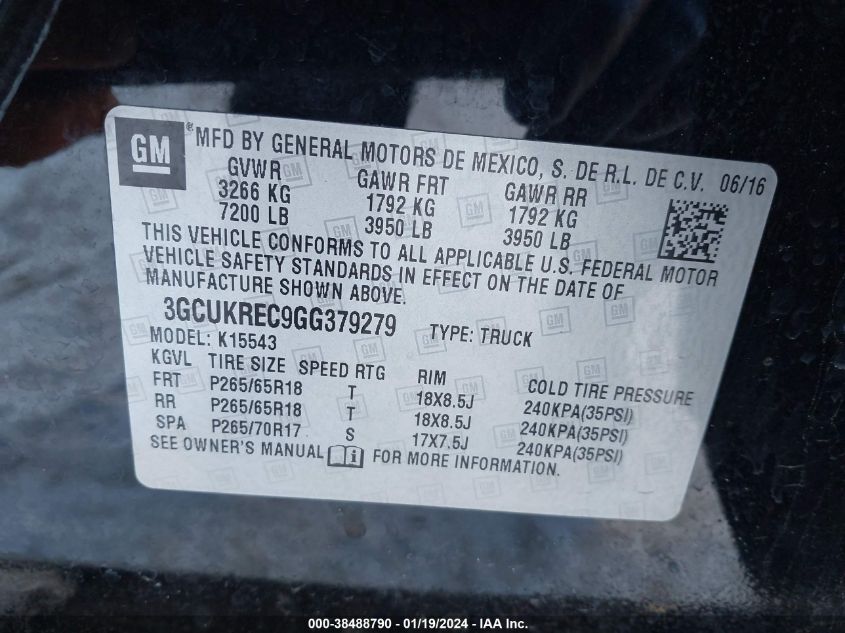 GM ® MFD BY GENERAL MOTORS DE MEXICO, S. DE R.L. DE C.V. 06/16
GVWR GAWR FRT GAWR RR
3266 KG 1792 KG 1792 KG
7200 LB 3950 LB 3950 LB
THIS VEHICLE CONFORMS TO ALL APPLICABLE U.S. FEDERAL MOTOR
VEHICLE SAFETY STANDARDS IN EFFECT ON THE DATE OF
MANUFACTURE SHOWN ABOVE.
3GCUKREC9GG379279 TYPE: TRUCK
MODEL: K15543
KGVL TIRE SIZE SPEED RTG RIM COLD TIRE PRESSURE
FRT P265/65R18 T 18X8.5J 240KPA(35PSI)
RR P265/65R18 T 18X8.5J 240KPA(35PSI)
SPA P265/70R17 S 17X7.5J 240KPA(35PSI)
SEE OWNER'S MANUAL FOR MORE INFORMATION.
000-38488790 - 01/19/2024 - IAA Inc.